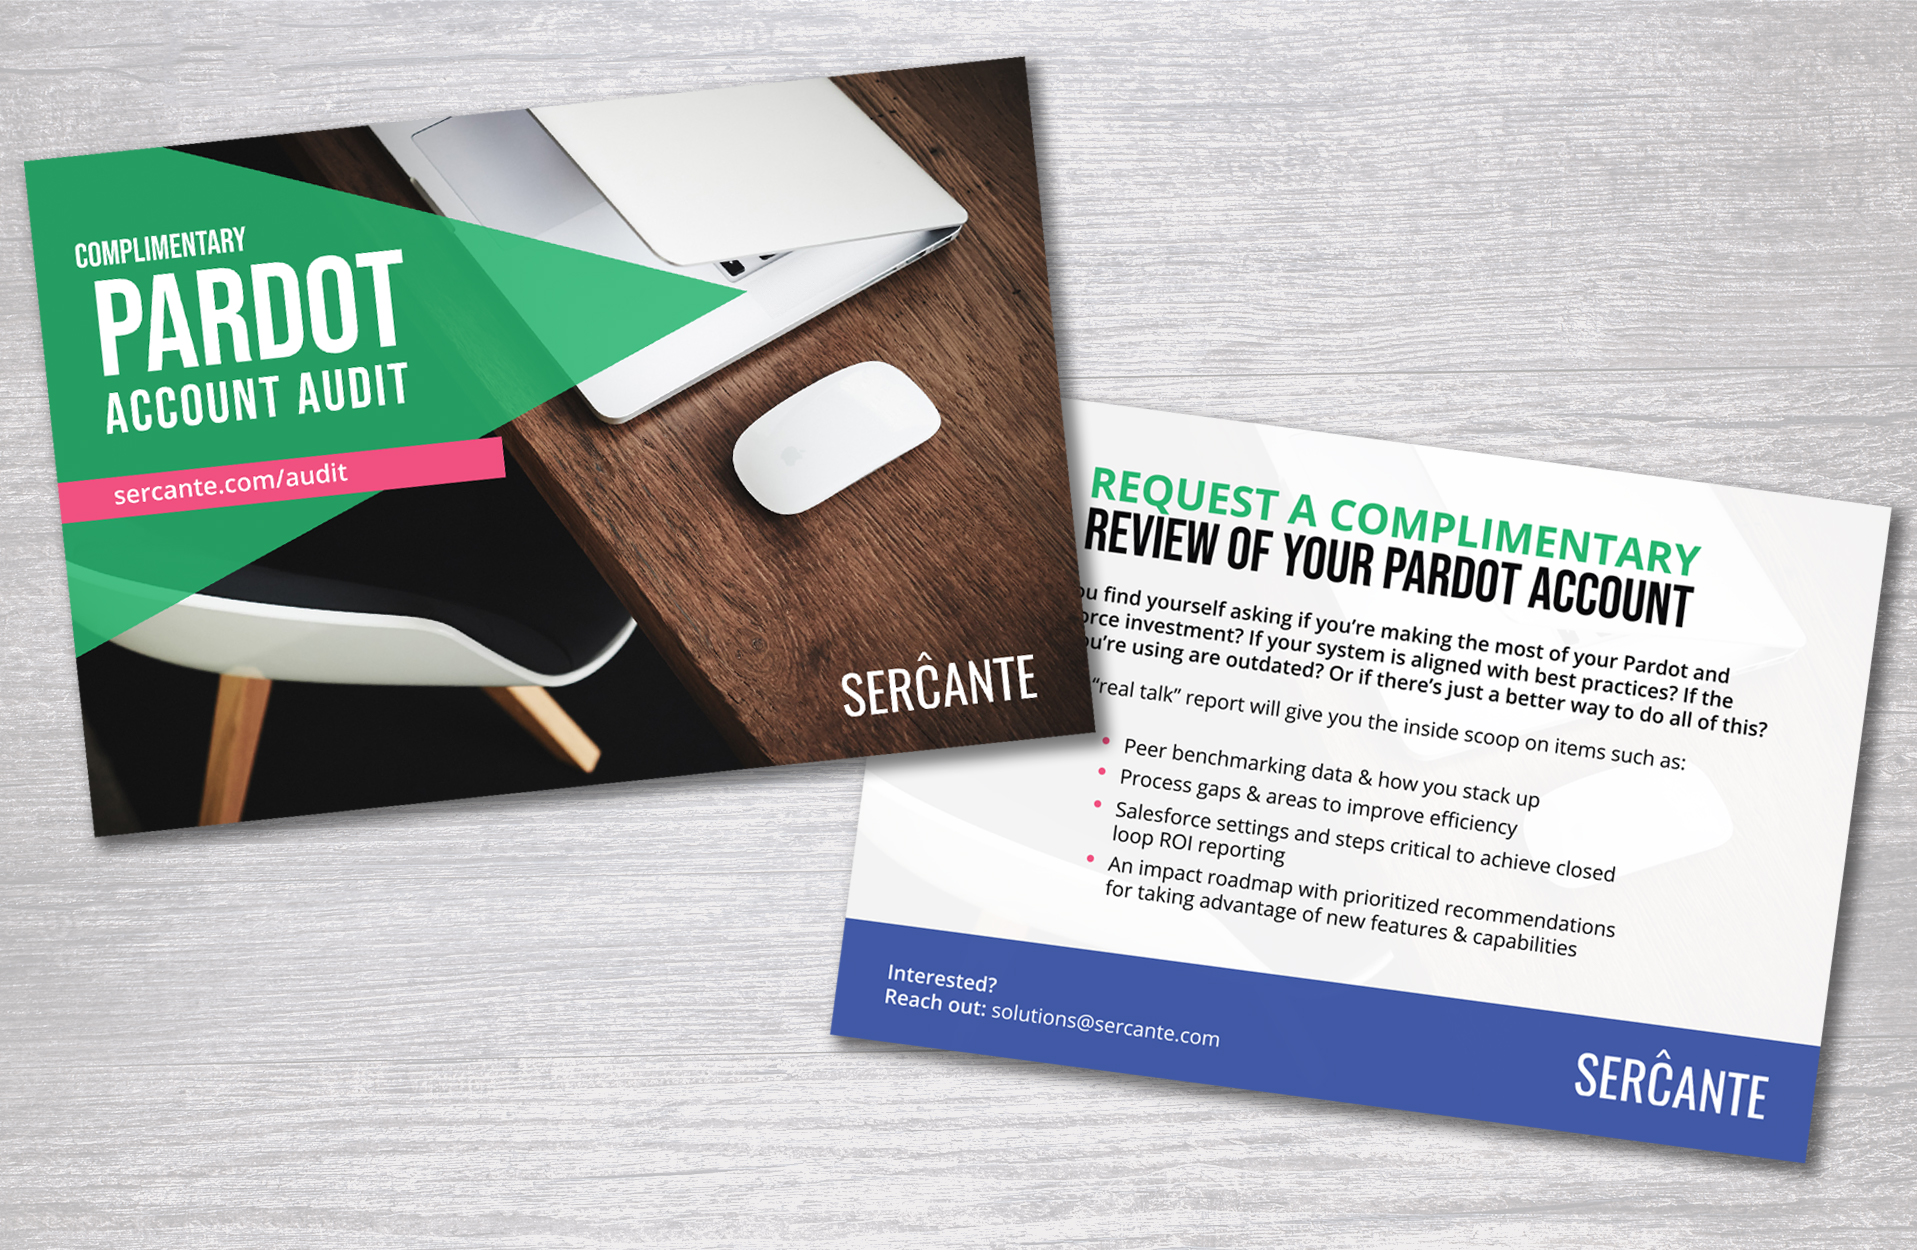 COMPLIMENTARY
PARDOT
ACCOUNT AUDIT
sercante.com/audit
SERĈANTE
REQUEST A COMPLIMENTARY
REVIEW OF YOUR PARDOT ACCOUNT
find yourself asking if you're making the most of your Pardot and
investment? If your system is aligned with best practices? If the
using are outdated? Or if there's just a better way to do all of this?
"real talk" report will give you the inside scoop on items such as:
• Peer benchmarking data & how you stack up
• Process gaps & areas to improve efficiency
• Salesforce settings and steps critical to achieve closed
loop ROI reporting
• An impact roadmap with prioritized recommendations
for taking advantage of new features & capabilities
Interested?
Reach out: solutions@sercante.com
SERĈANTE